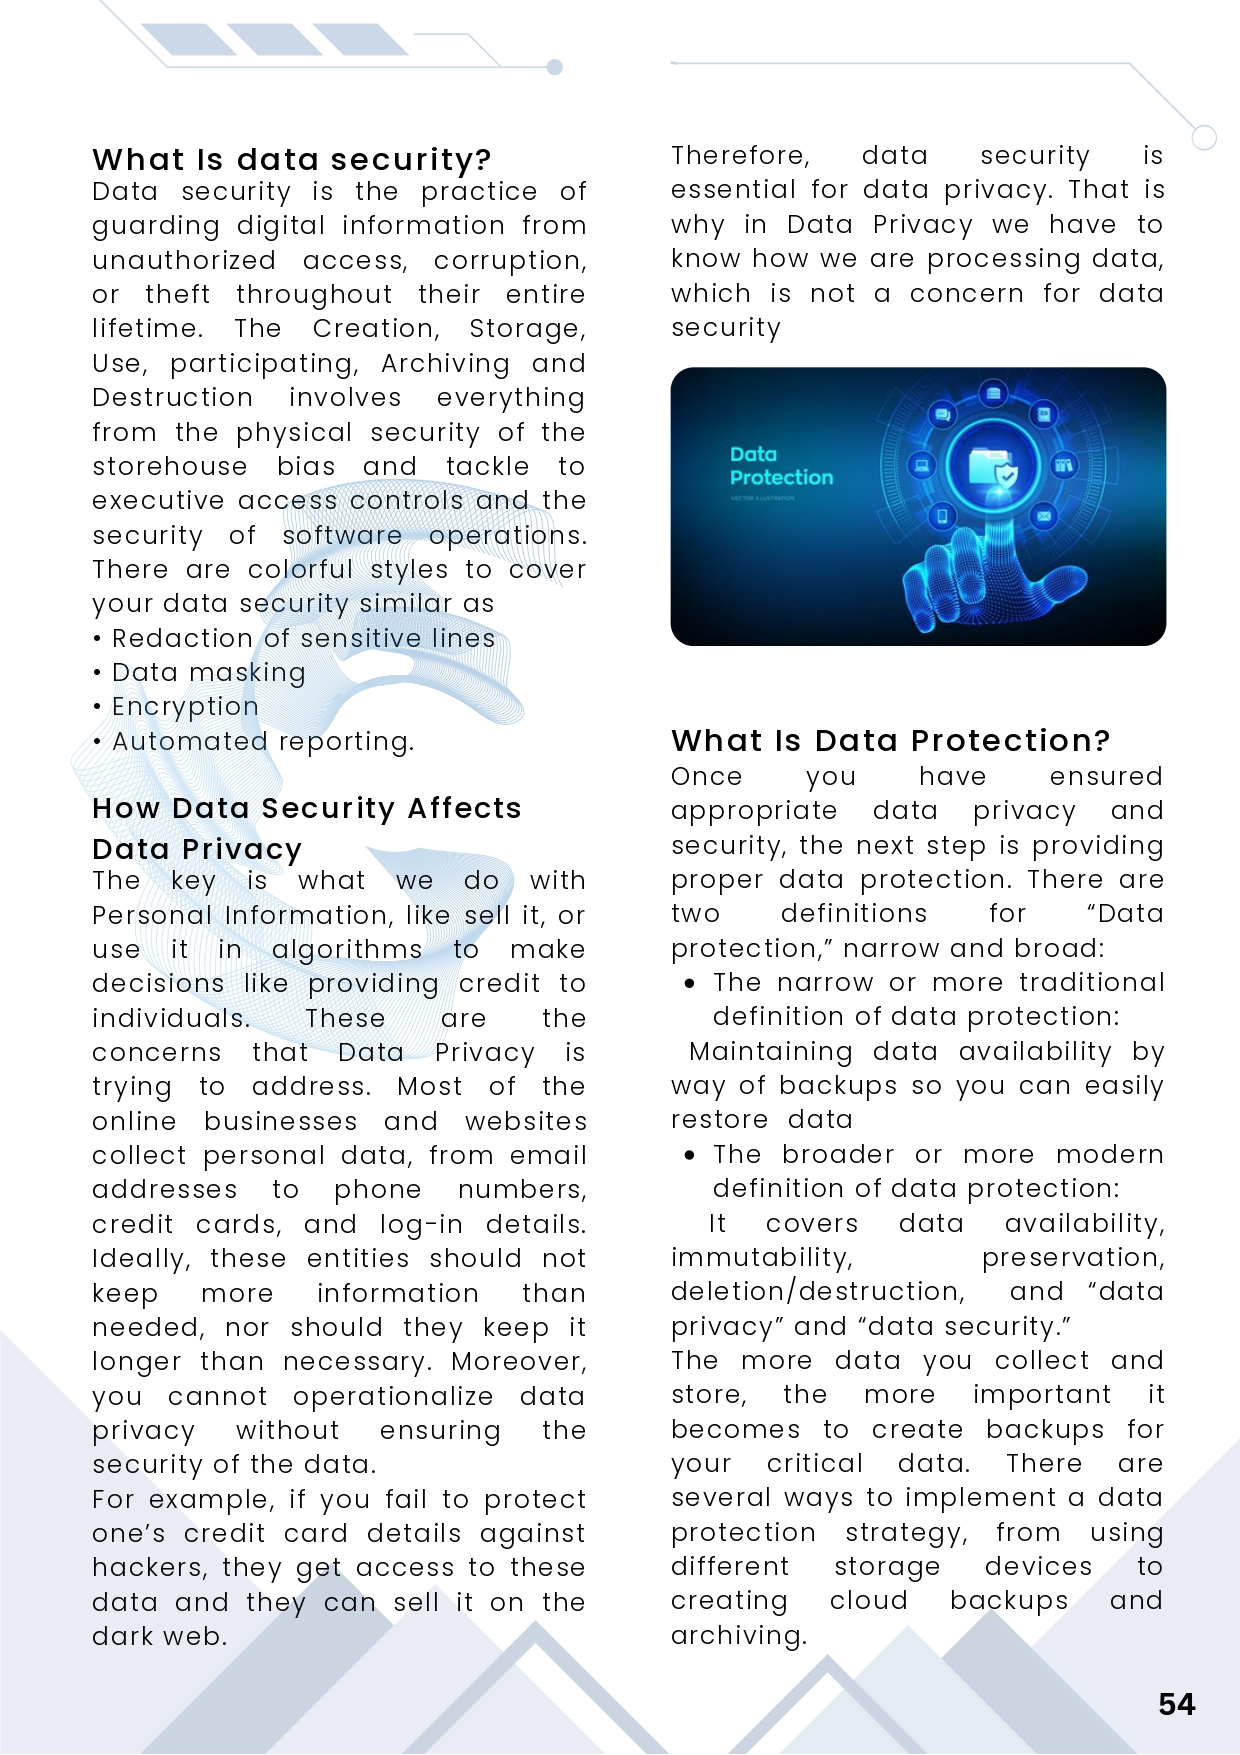 What Is data security?
Data security is the practice of
guarding digital information from
unauthorized access, corruption,
or theft throughout their entire
lifetime. The Creation, Storage,
Use, participating, Archiving and
Destruction involves everything
from the physical security of the
storehouse bias and tackle to
executive access controls and the
security of software operations.
There are colorful styles to cover
your data security similar as
• Redaction of sensitive lines
• Data masking
• Encryption
• Automated reporting.
How Data Security Affects
Data Privacy
The key is what we do with
Personal Information, like sell it, or
use it in algorithms to make
decisions like providing credit to
individuals. These are the
concerns that Data Privacy is
trying to address. Most of the
online businesses and websites
collect personal data, from email
addresses to phone numbers,
credit cards, and log-in details.
Ideally, these entities should not
keep more information than
needed, nor should they keep it
longer than necessary. Moreover,
you cannot operationalize data
privacy without ensuring the
security of the data.
For example, if you fail to protect
one’s credit card details against
hackers, they get access to these
data and they can sell it on the
dark web.
Therefore, data security is
essential for data privacy. That is
why in Data Privacy we have to
know how we are processing data,
which is not a concern for data
security
Data
Protection
VECTOR ILLUSTRATION
What Is Data Protection?
Once you have ensured
appropriate data privacy and
security, the next step is providing
proper data protection. There are
two definitions for “Data
protection,” narrow and broad:
• The narrow or more traditional
definition of data protection:
Maintaining data availability by
way of backups so you can easily
restore data
• The broader or more modern
definition of data protection:
It covers data availability,
immutability, preservation,
deletion/destruction, and “data
privacy” and “data security.”
The more data you collect and
store, the more important it
becomes to create backups for
your critical data. There are
several ways to implement a data
protection strategy, from using
different storage devices to
creating cloud backups and
archiving.
54